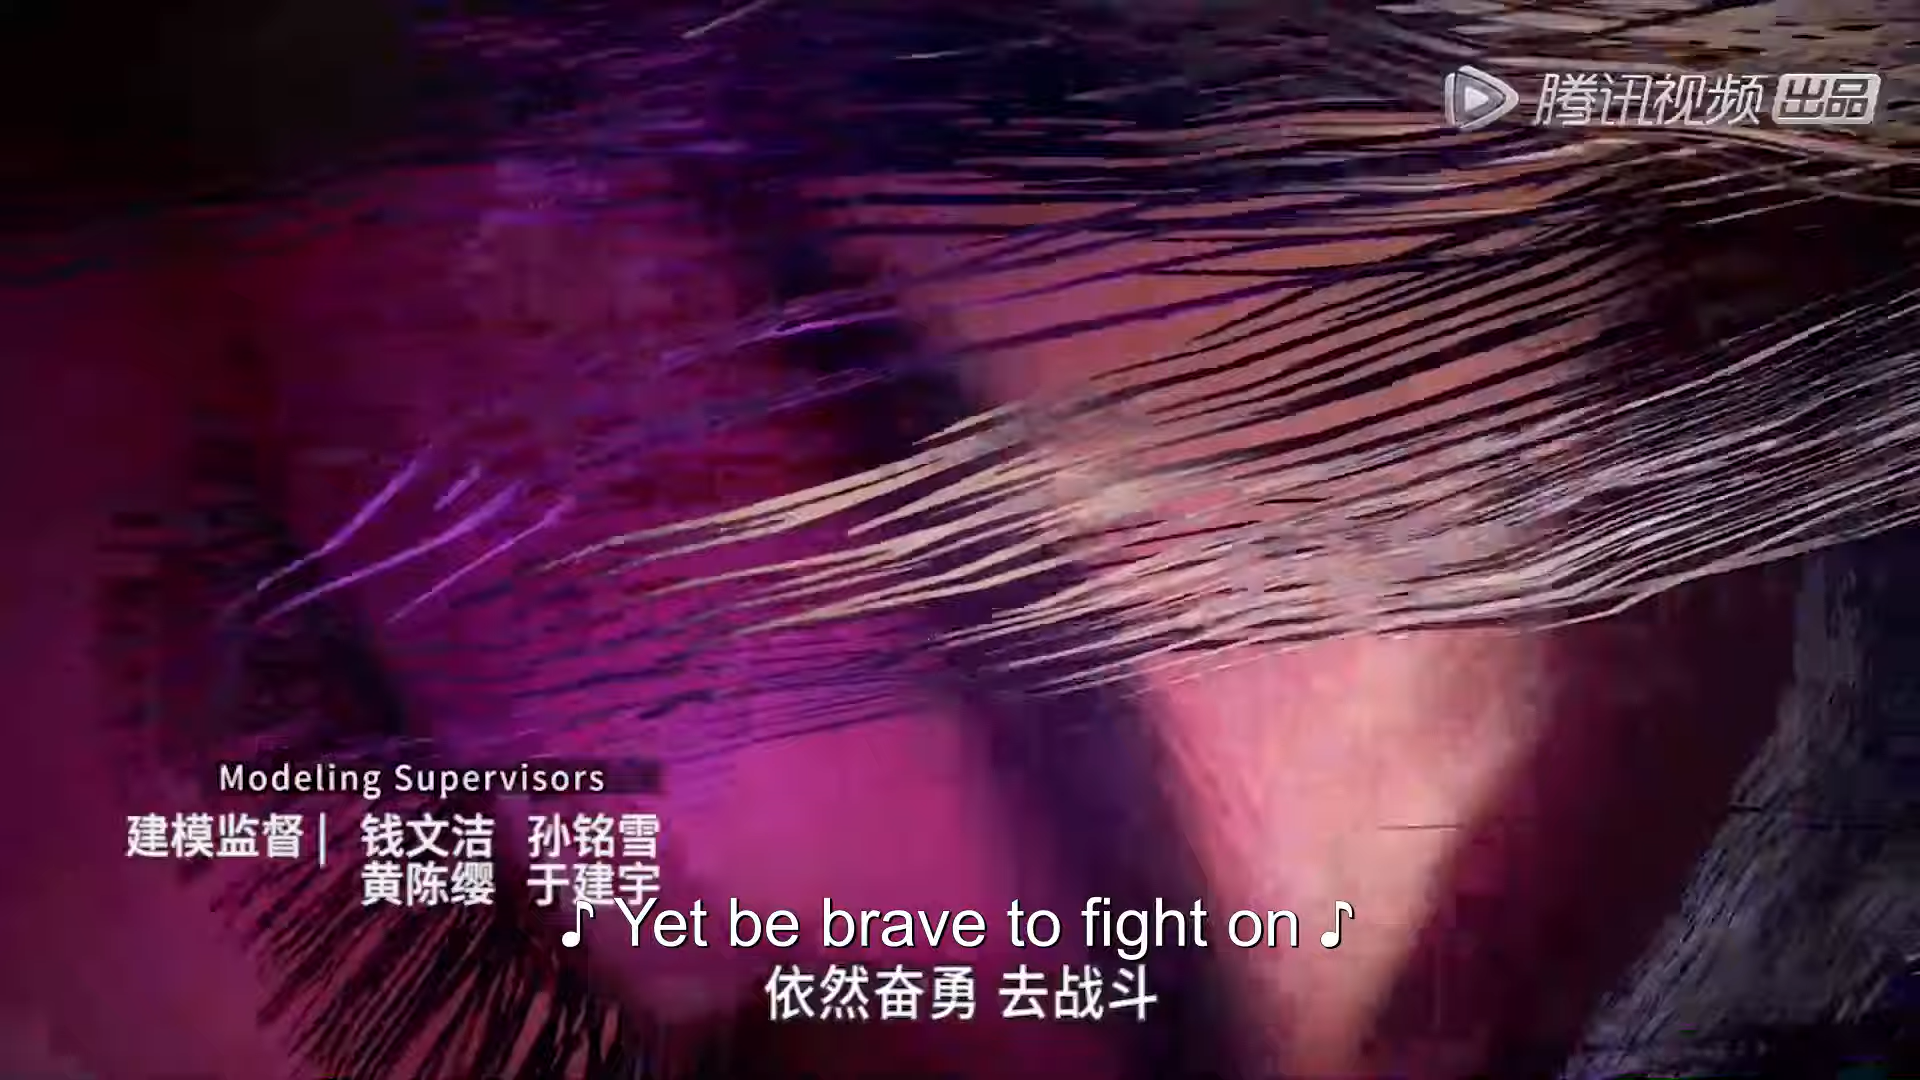 腾讯视频 出品
Modeling Supervisors
建模监督| 钱文洁 孙铭雪
黄陈缨 于建宇
♪ Yet be brave to fight on ♪
依然奋勇 去战斗